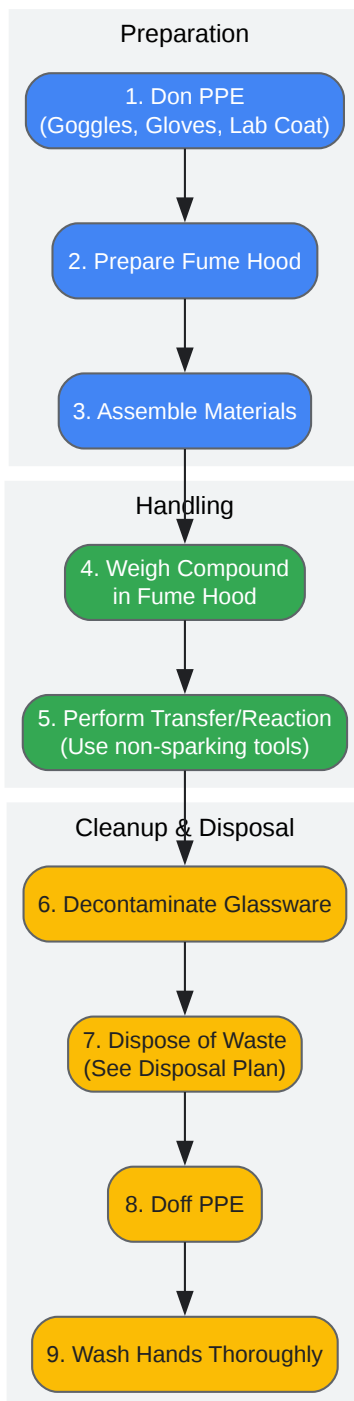 Preparation
1. Don PPE
(Goggles, Gloves, Lab Coat)
2. Prepare Fume Hood
3. Assemble Materials
Handling
4. Weigh Compound
in Fume Hood
5. Perform Transfer/Reaction
(Use non-sparking tools)
Cleanup & Disposal
6. Decontaminate Glassware
7. Dispose of Waste
(See Disposal Plan)
8. Doff PPE
9. Wash Hands Thoroughly